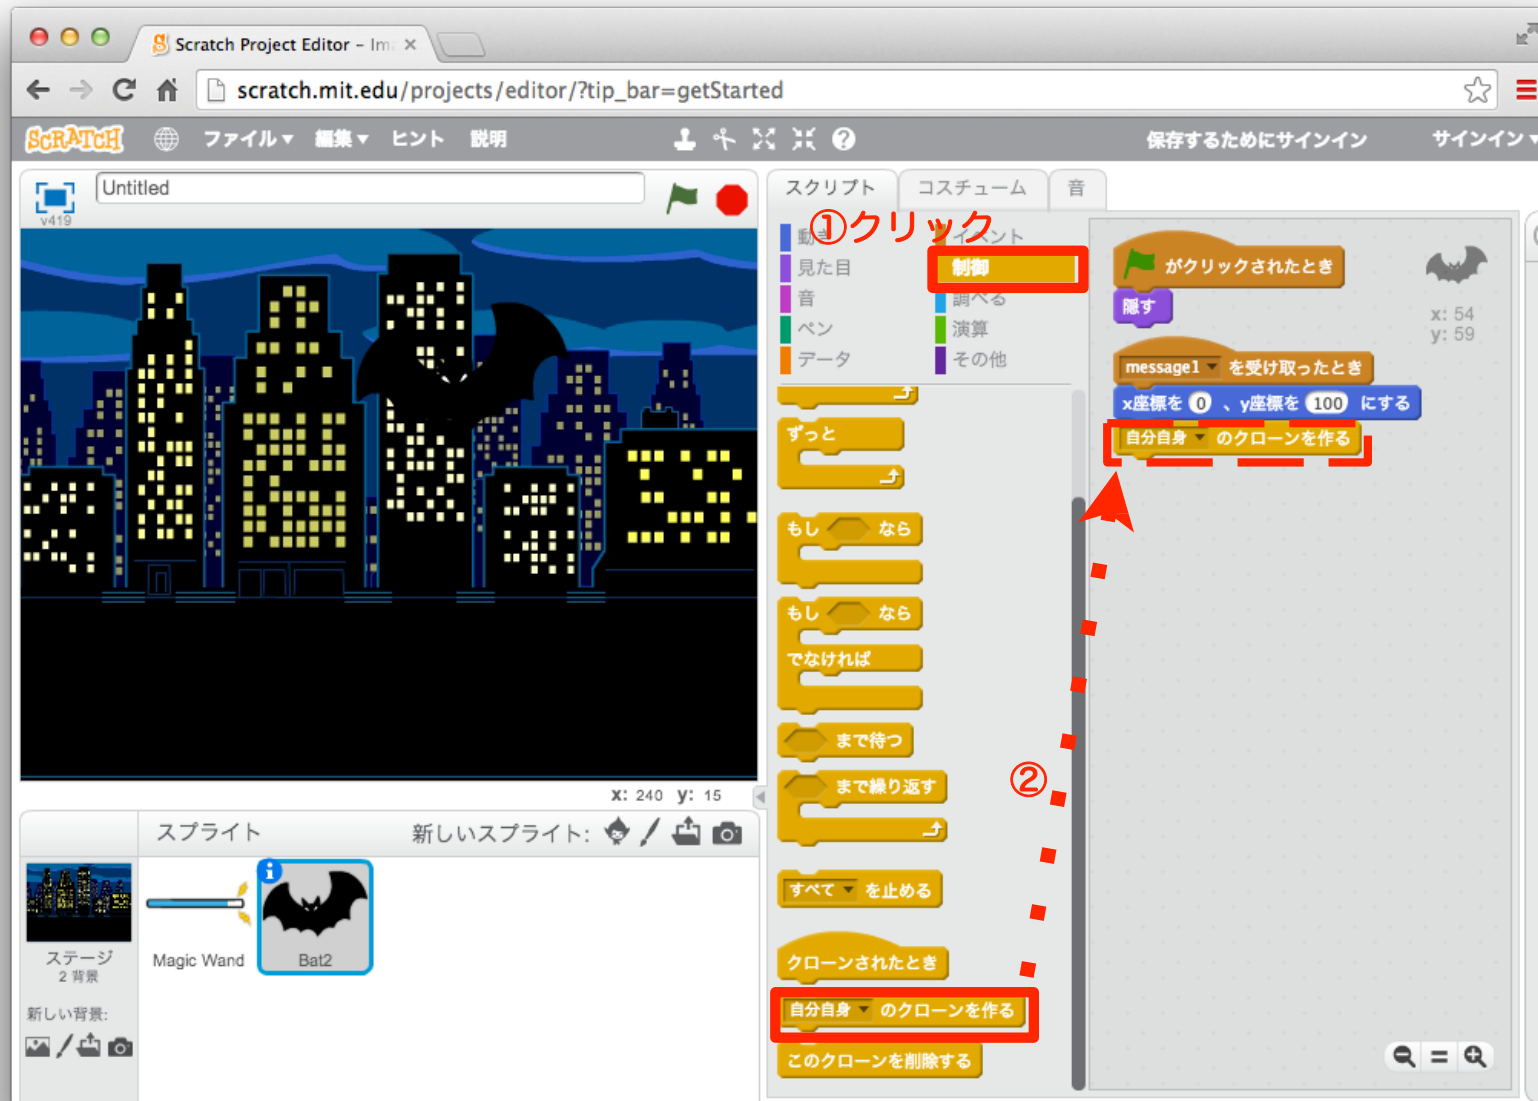 Scratch Project Editor – Im
scratch.mit.edu/projects/editor/?tip_bar=getStarted
SCRATCH
ファイル
編集
ヒント
説明
保存するためにサインイン
サインイン
v419
Untitled
スクリプト
コスチューム
音
①クリック
動き
イベント
見た目
制御
音
調べる
ペン
演算
データ
その他
ずっと
もし なら
もし なら
でなければ
まで待つ
まで繰り返す
すべて を止める
クローンされたとき
自分自身 のクローンを作る
このクローンを削除する
②
がクリックされたとき
隠す
message1 を受け取ったとき
x座標を 0 、y座標を 100 にする
自分自身 のクローンを作る
x: 54
y: 59
x: 240 y: 15
スプライト
新しいスプライト:
ステージ
2 背景
新しい背景:
Magic Wand
Bat2